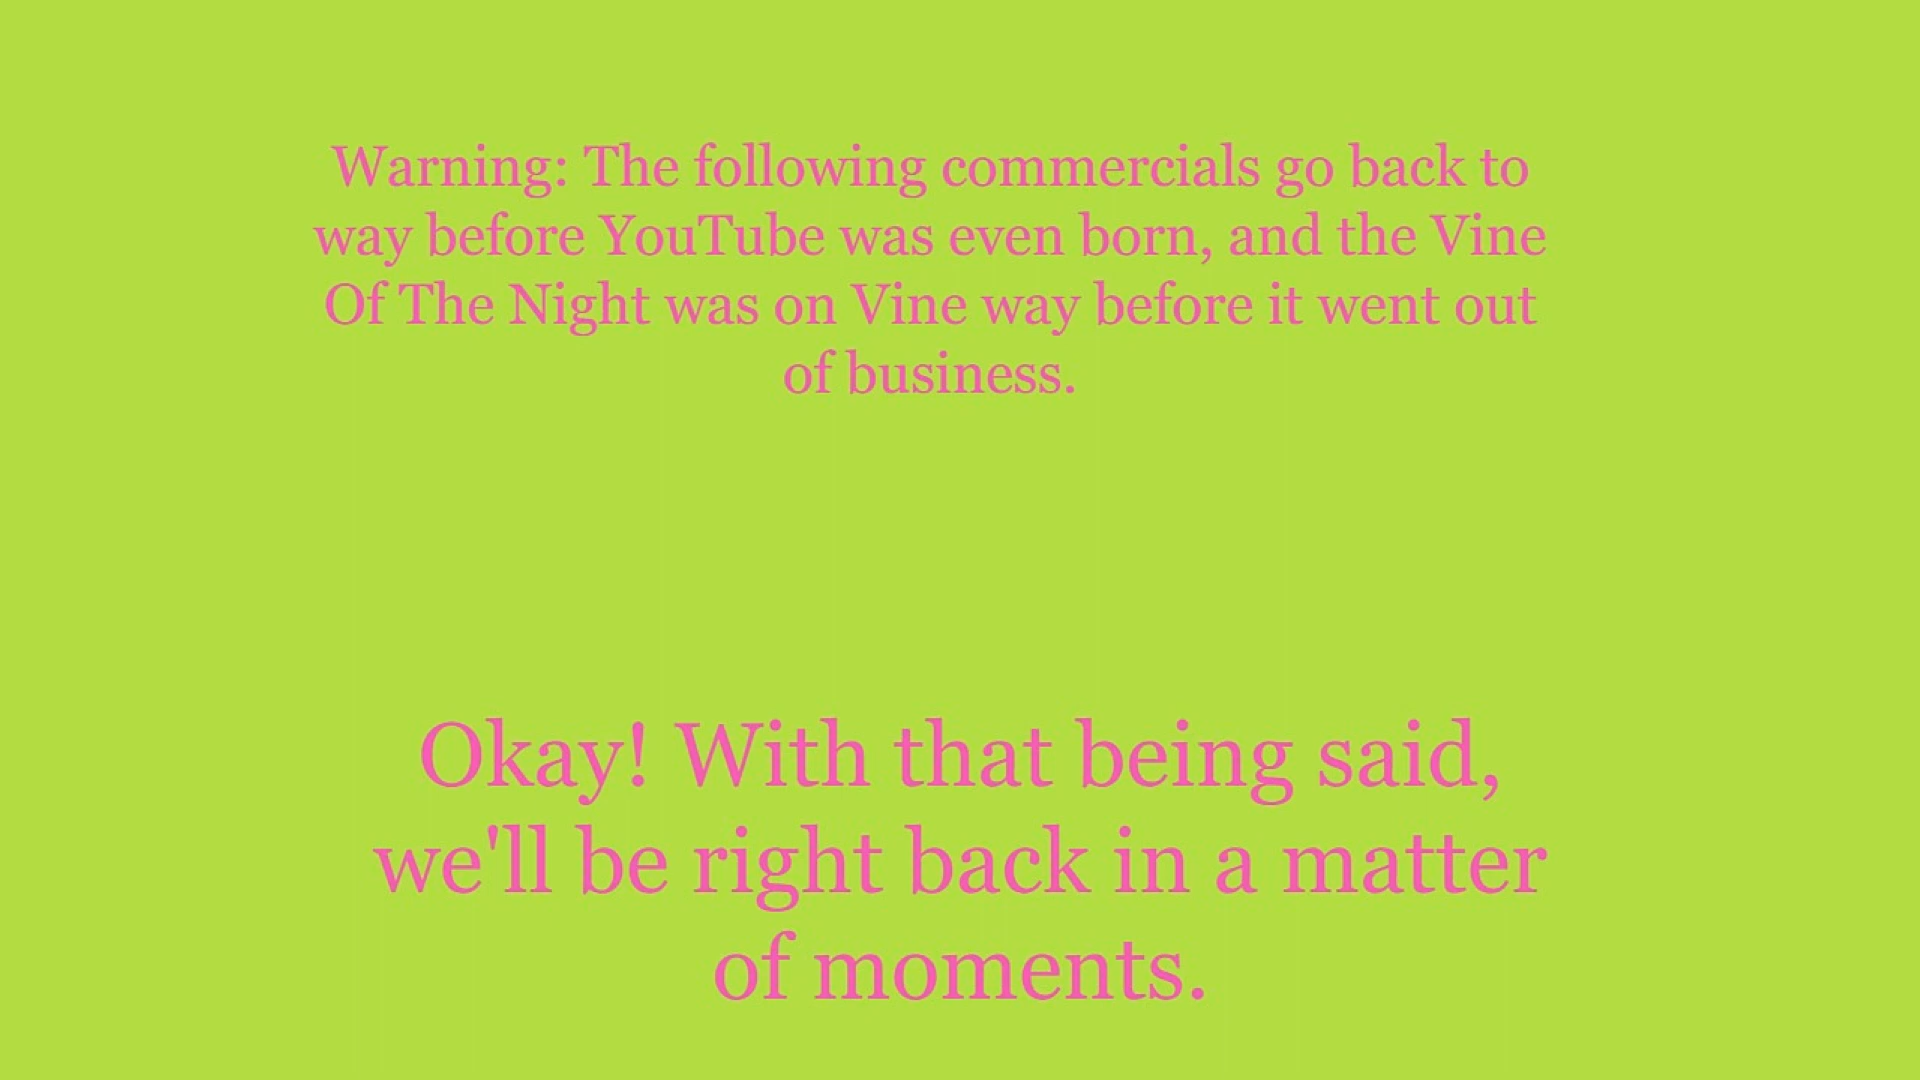 Warning: The following commercials go back to
way before YouTube was even born, and the Vine
Of The Night was on Vine way before it went out
of business.
Okay! With that being said,
we'll be right back in a matter
of moments.